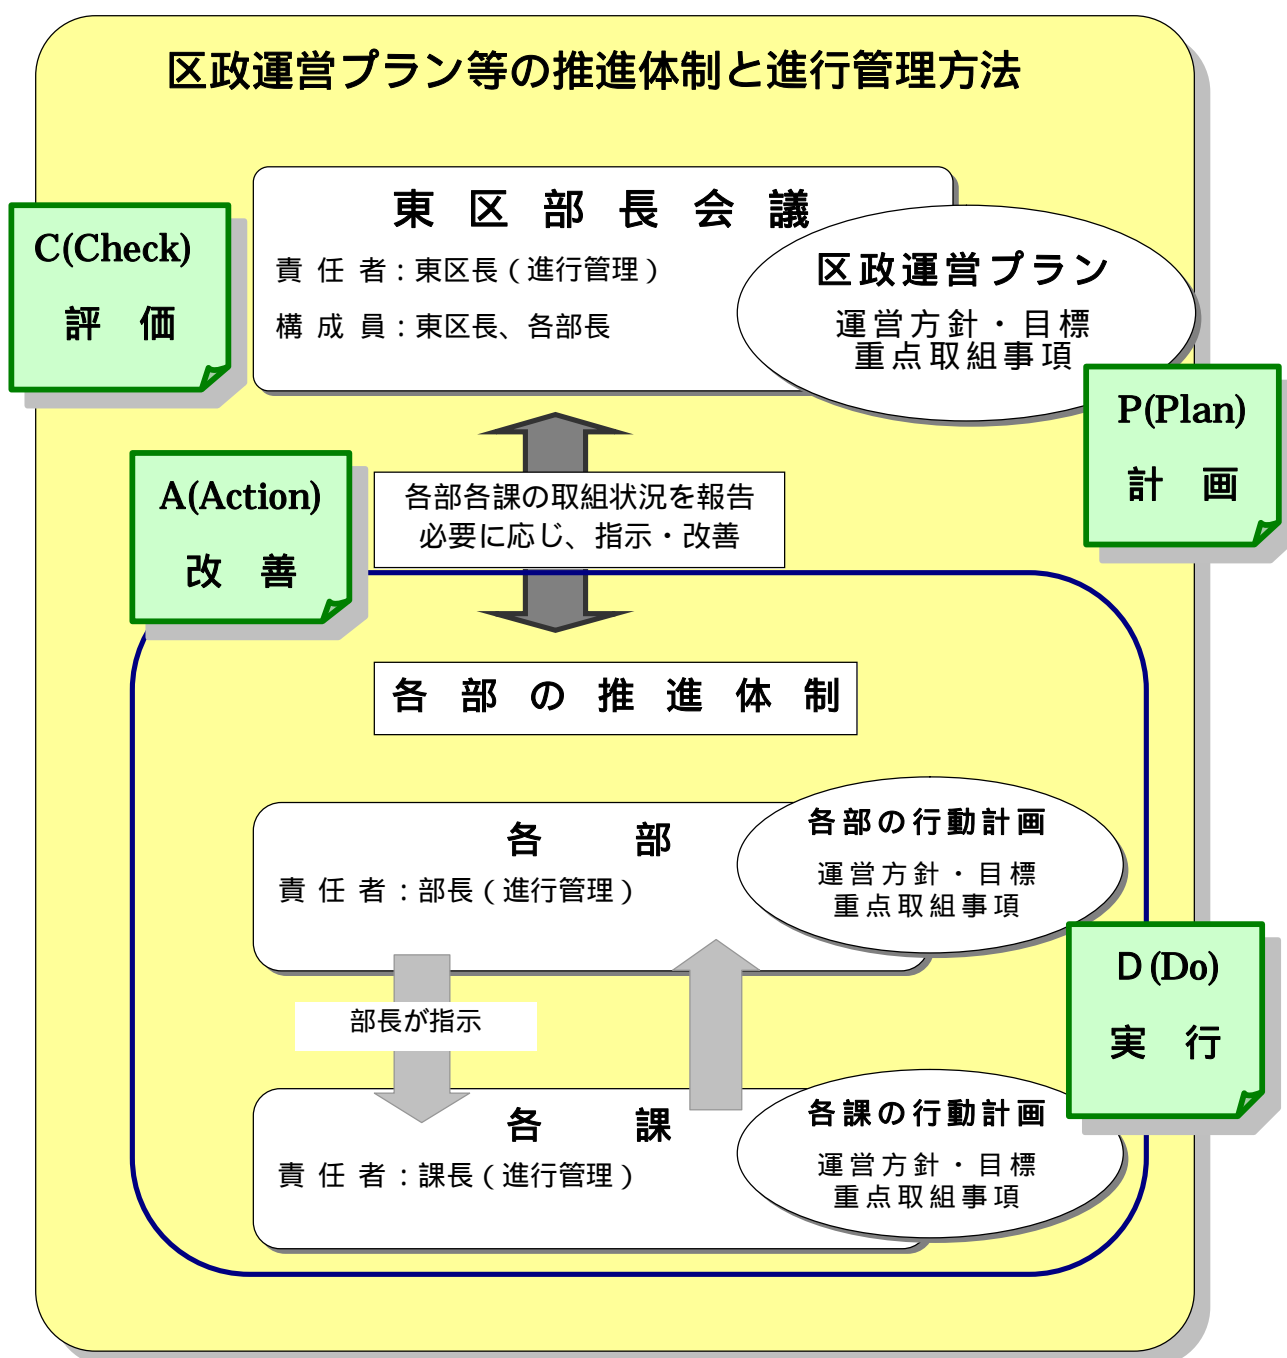 区政運営プラン等の推進体制と進行管理方法
東区部長会議
責任者：東区長（進行管理）
構成員：東区長、各部長
区政運営プラン
運営方針・目標
重点取組事項
C(Check)
評　価
P(Plan)
計　画
A(Action)
改　善
各部各課の取組状況を報告
必要に応じ、指示・改善
各部の推進体制
各　部
責任者：部長（進行管理）
各部の行動計画
運営方針・目標
重点取組事項
D(Do)
実　行
部長が指示
各　課
責任者：課長（進行管理）
各課の行動計画
運営方針・目標
重点取組事項